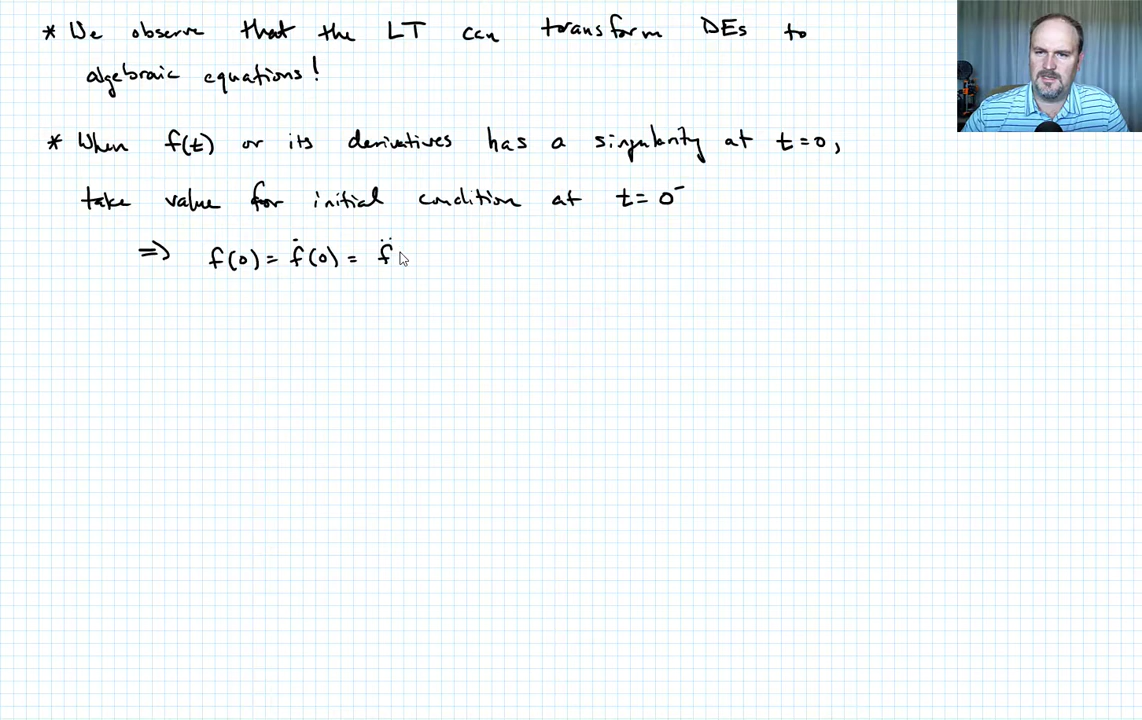 * We observe that the LT can transform DEs to
algebraic equations!
* When f(t) or its derivatives has a singularity at t=0,
take value for initial condition at t=0⁻
⇒ f(0) = ḟ(0) = f̈